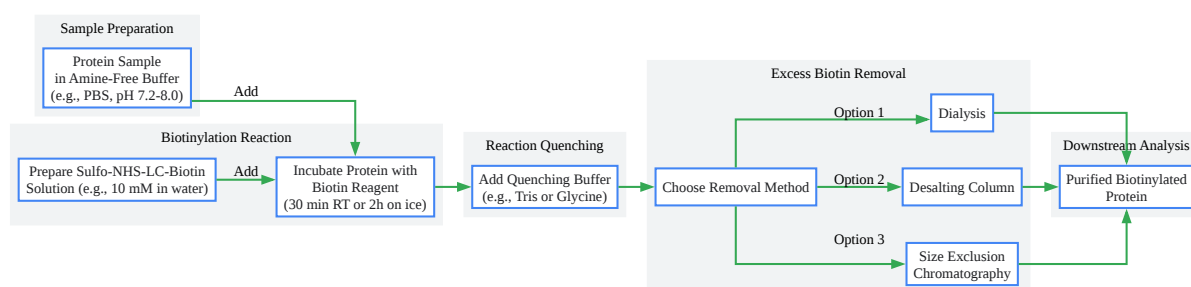 Sample Preparation
Protein Sample
in Amine-Free Buffer
(e.g., PBS, pH 7.2-8.0)
Add
Biotinylation Reaction
Prepare Sulfo-NHS-LC-Biotin
Solution (e.g., 10 mM in water)
Add
Incubate Protein with
Biotin Reagent
(30 min RT or 2h on ice)
Reaction Quenching
Add Quenching Buffer
(e.g., Tris or Glycine)
Excess Biotin Removal
Choose Removal Method
Option 1
Dialysis
Option 2
Desalting Column
Option 3
Size Exclusion
Chromatography
Downstream Analysis
Purified Biotinylated
Protein